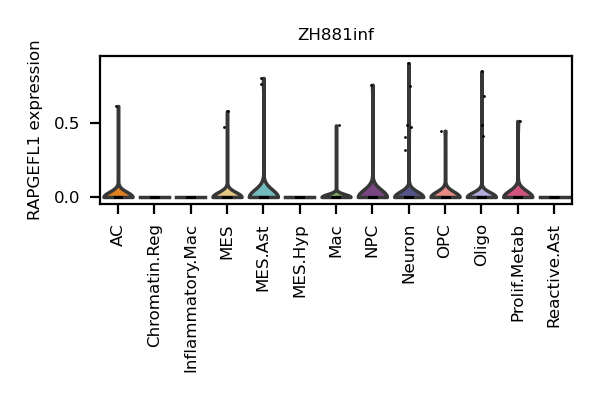 ZH881inf
RAPGEFL1 expression
0.5
0.0
AC
Chromatin.Reg
Inflammatory.Mac
MES
MES.Ast
MES.Hyp
Mac
NPC
Neuron
OPC
Oligo
Prolif.Metab
Reactive.Ast